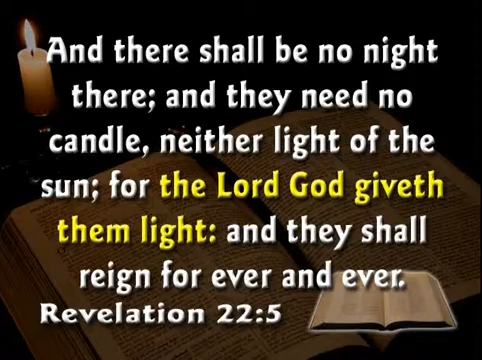 And there shall be no night
there; and they need no
candle, neither light of the
sun; for the Lord God giveth
them light: and they shall
reign for ever and ever.
Revelation 22:5